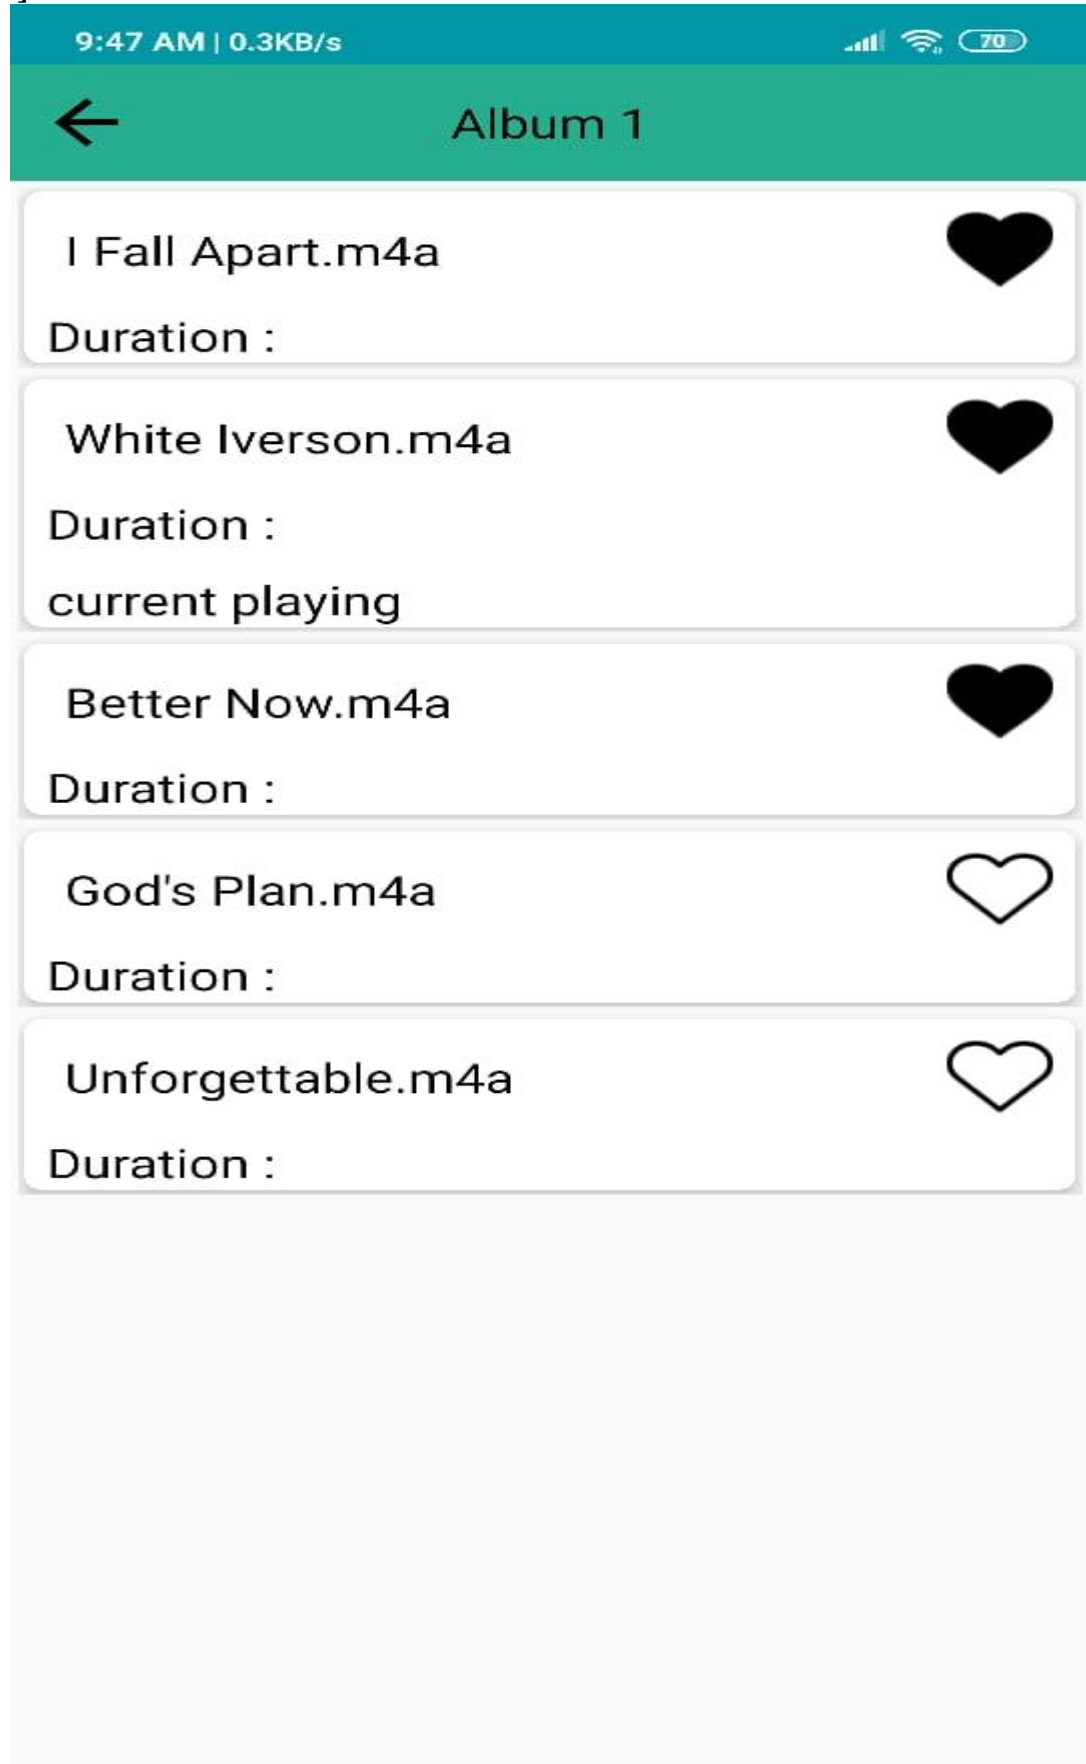 9:47 AM | 0.3KB/s 70
Album 1
I Fall Apart.m4a
Duration :
White Iverson.m4a
Duration :
current playing
Better Now.m4a
Duration :
God's Plan.m4a
Duration :
Unforgettable.m4a
Duration :